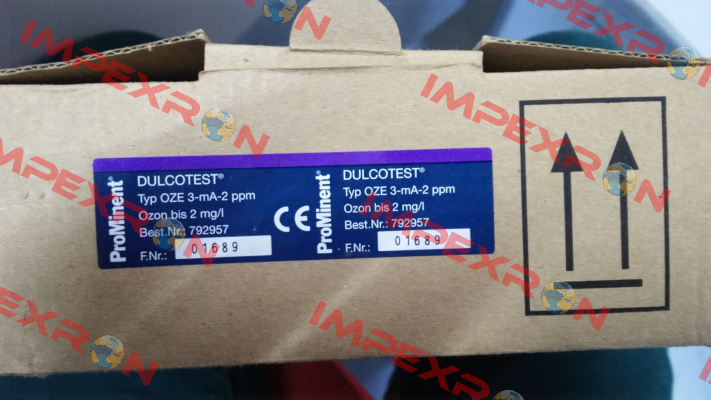 ProMinent®
DULCOTEST®
Typ OZE 3-mA-2 ppm
Ozon bis 2 mg/l
Best.Nr.: 792957
F.Nr.: 01689
CE
ProMinent®
DULCOTEST®
Typ OZE 3-mA-2 ppm
Ozon bis 2 mg/l
Best.Nr.: 792957
F.Nr.: 01689
IMPEXRON
IMPEXRON
IMPEXRON
IMPEXRON
IMPEXRON
IMPEXRON
IMPEXRON
IMPEXRON